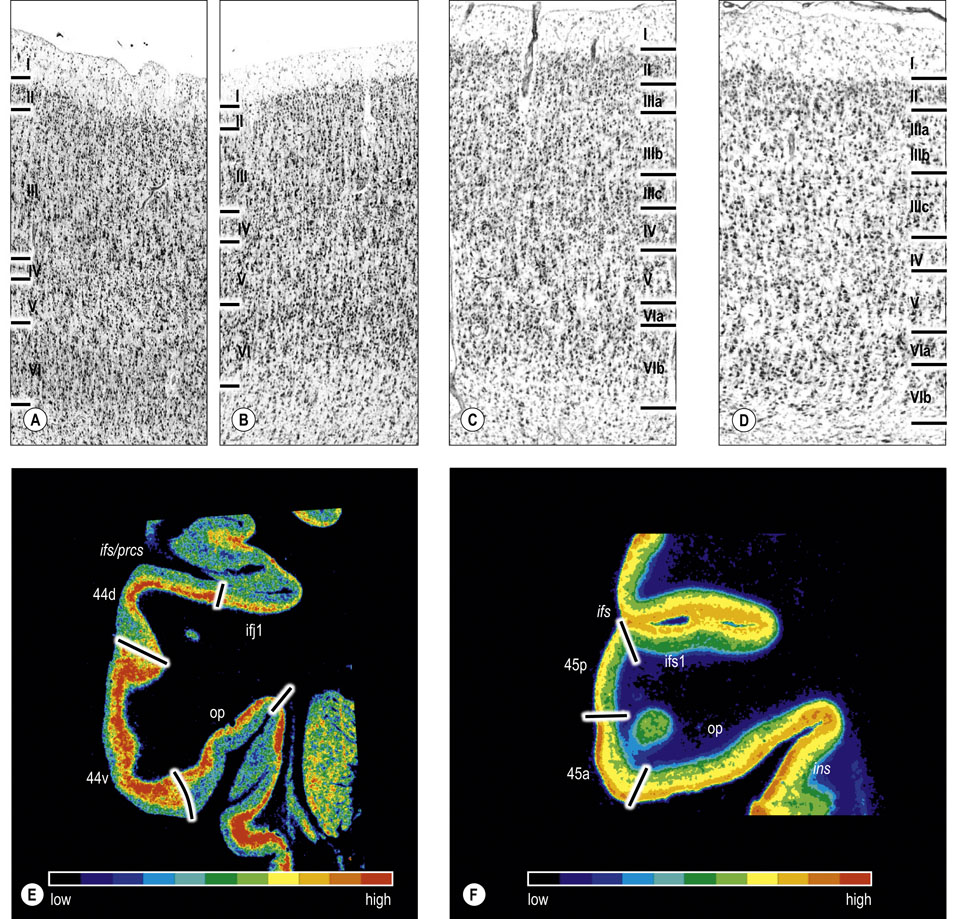 I
II
III
IV
V
VI
A
I
II
III
IV
V
VI
B
I
II
IIIa
IIIb
IIIc
IV
V
VIa
VIb
C
I
II
IIIa
IIIb
IIIc
IV
V
VIa
VIb
D
ifs/prcs
44d
ifj1
op
44v
E
low high
ifs
45p
ifs1
op
45a
ins
F
low high